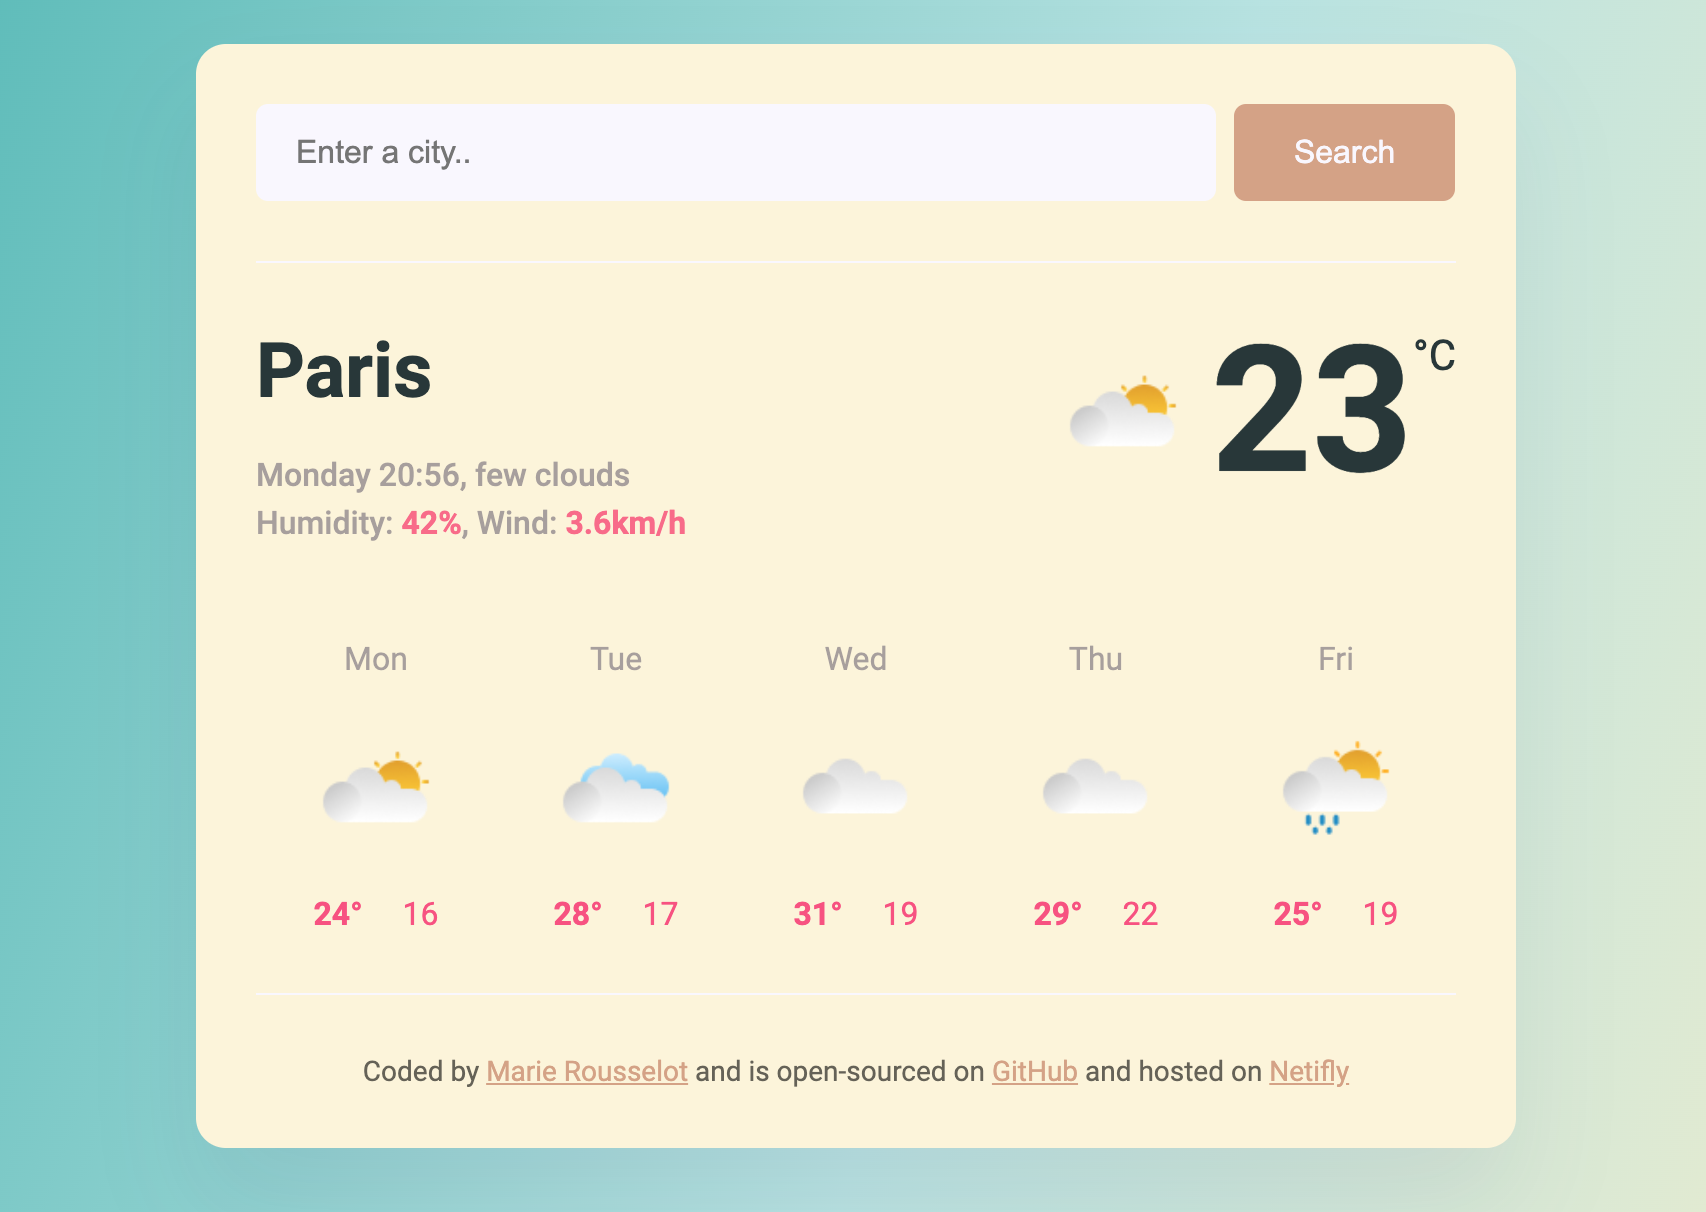 Enter a city..
Search
Paris
23 °C
Monday 20:56, few clouds
Humidity: 42%, Wind: 3.6km/h
Mon Tue Wed Thu Fri
24° 16 28° 17 31° 19 29° 22 25° 19
Coded by Marie Rousselot and is open-sourced on GitHub and hosted on Netifly